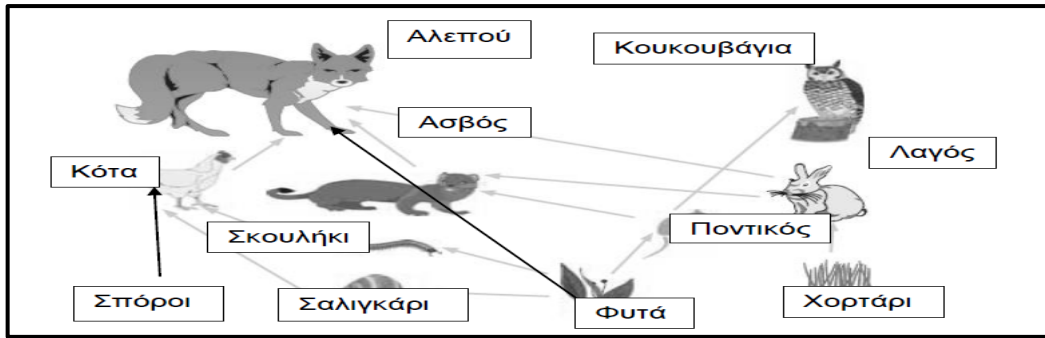 Αλεπού
Κουκουβάγια
Ασβός
Λαγός
Κότα
Σκουλήκι
Ποντικός
Σπόροι
Σαλιγκάρι
Φυτά
Χορτάρι